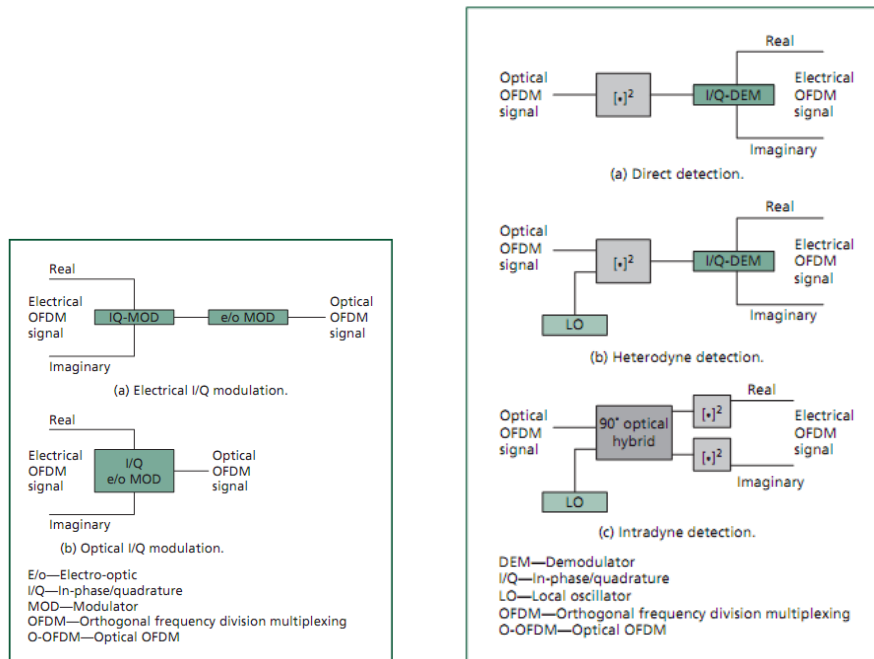 Real
Electrical
OFDM
signal
IQ-MOD
e/o MOD
Optical
OFDM
signal
Imaginary
(a) Electrical I/Q modulation.
Real
Electrical
OFDM
signal
I/Q
e/o MOD
Optical
OFDM
signal
Imaginary
(b) Optical I/Q modulation.
E/o—Electro-optic
I/Q—In-phase/quadrature
MOD—Modulator
OFDM—Orthogonal frequency division multiplexing
O-OFDM—Optical OFDM
Real
Optical
OFDM
signal
[•]²
I/Q-DEM
Electrical
OFDM
signal
Imaginary
(a) Direct detection.
Real
Optical
OFDM
signal
[•]²
I/Q-DEM
Electrical
OFDM
signal
LO
Imaginary
(b) Heterodyne detection.
Real
Optical
OFDM
signal
90° optical
hybrid
[•]²
[•]²
Electrical
OFDM
signal
Imaginary
LO
(c) Intradyne detection.
DEM—Demodulator
I/Q—In-phase/quadrature
LO—Local oscillator
OFDM—Orthogonal frequency division multiplexing
O-OFDM—Optical OFDM